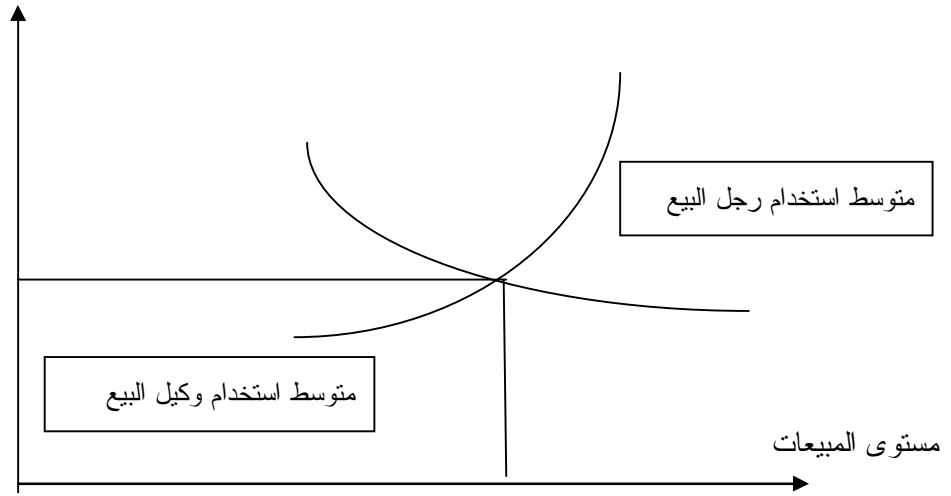 متوسط استخدام رجل البيع
متوسط استخدام وكيل البيع
مستوى المبيعات